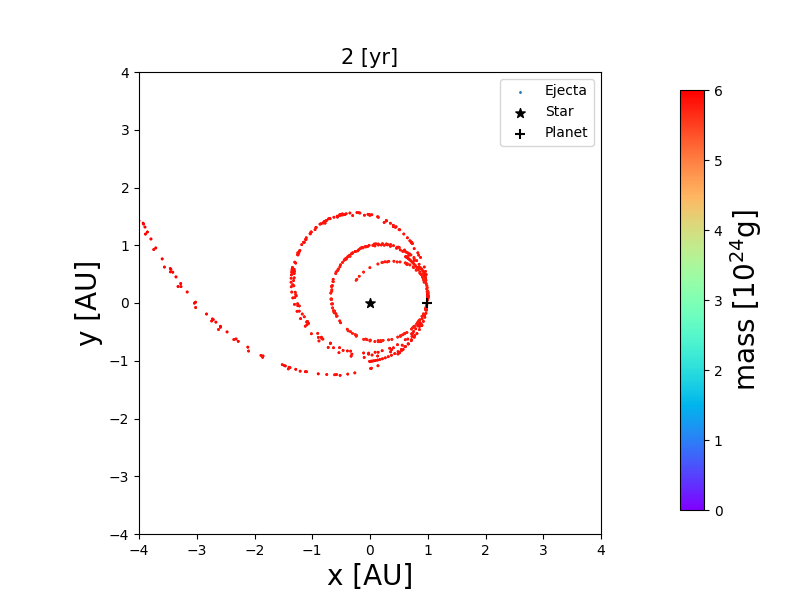 2 [yr]
Ejecta
Star
Planet
4
3
2
1
0
−1
−2
−3
−4
y [AU]
−4 −3 −2 −1 0 1 2 3 4
x [AU]
6
5
4
3
2
1
0
mass [10²⁴g]